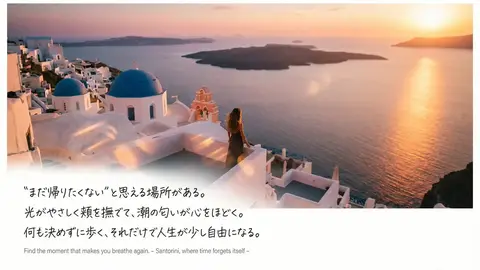 “まだ帰りたくない”と思える場所がある。
光がやさしく頬を撫でて、潮の匂いが心をほどく。
何も決めずに歩く、それだけで人生が少し自由になる。
Find the moment that makes you breathe again. – Santorini, where time forgets itself –